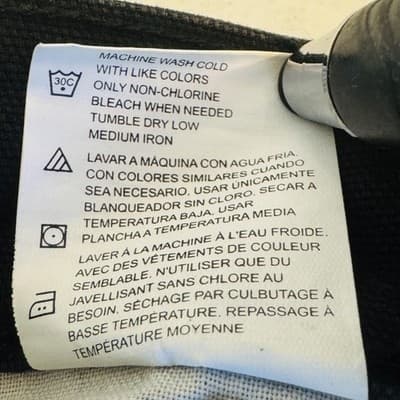 MACHINE WASH COLD
WITH LIKE COLORS
ONLY NON-CHLORINE
BLEACH WHEN NEEDED
TUMBLE DRY LOW
MEDIUM IRON
30C
LAVAR A MÁQUINA CON AGUA FRIA,
CON COLORES SIMILARES CUANDO
SEA NECESARIO. USAR ÚNICAMENTE
BLANQUEADOR SIN CLORO. SECAR A
TEMPERATURA BAJA, USAR
PLANCHA A TEMPERATURA MEDIA
LAVER À LA MACHINE À L'EAU FROIDE.
AVEC DES VÉTEMENTS DE COULEUR
SEMBLABLE. N'UTILISER QUE DU
JAVELLISANT SANS CHLORE AU
BESOIN. SÉCHAGE PAR CULBUTAGE À
BASSE TEMPÉRATURE. REPASSAGE À
TEMPÉRATURE MOYENNE